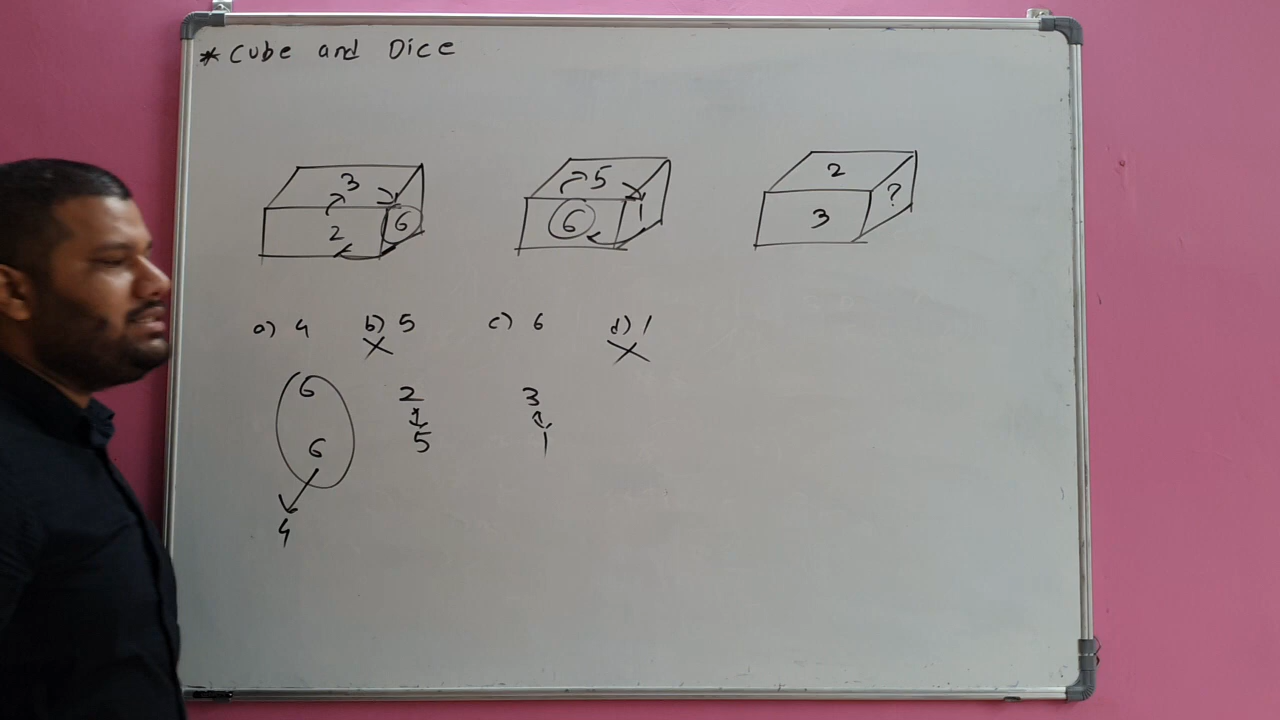 * Cube and Dice
3 5 2
2 6 6 1 3 ?
a) 4 b) 5 c) 6 d) 1
6 2 3
6 5 1
4